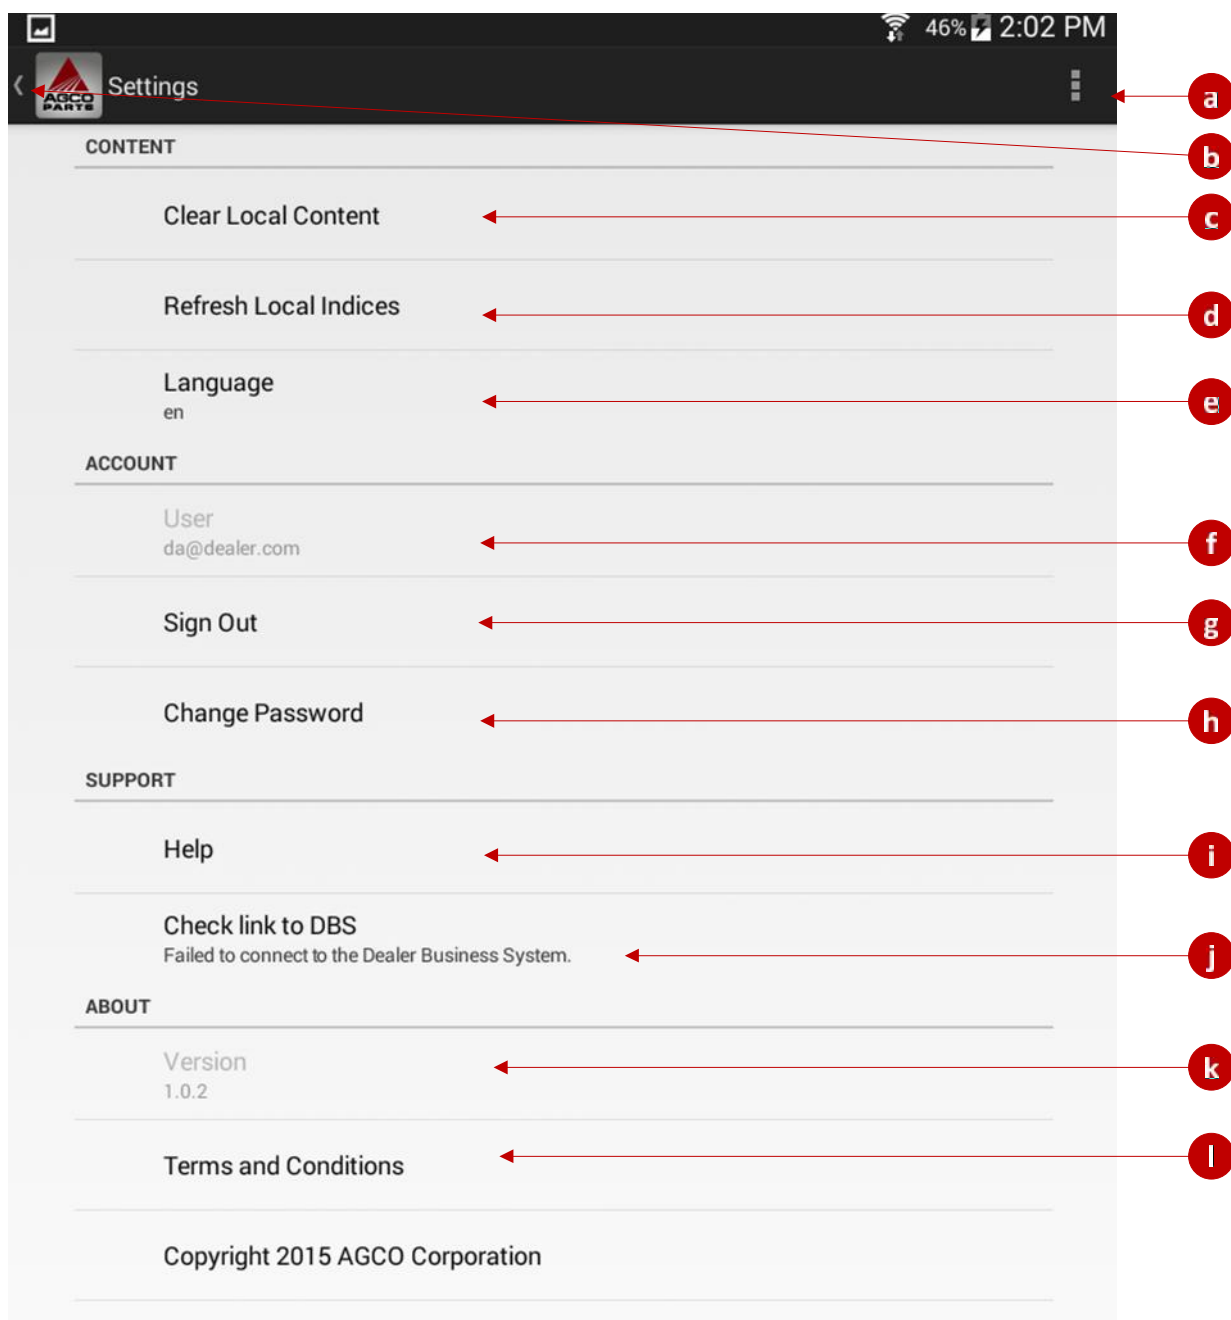 46% 2:02 PM
AGCO
PARTS
Settings
a
b
CONTENT
Clear Local Content
c
Refresh Local Indices
d
Language
en
e
ACCOUNT
User
da@dealer.com
f
Sign Out
g
Change Password
h
SUPPORT
Help
i
Check link to DBS
Failed to connect to the Dealer Business System.
j
ABOUT
Version
1.0.2
k
Terms and Conditions
l
Copyright 2015 AGCO Corporation